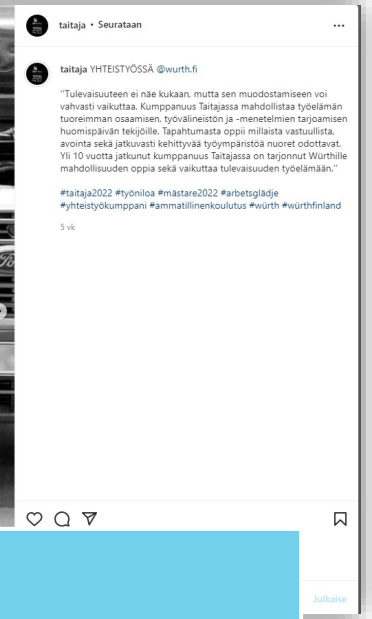 taitaja • Seurataan
taitaja YHTEISTYÖSSÄ @wurth.fi
"Tulevaisuuteen ei näe kukaan, mutta sen muodostamiseen voi
vahvasti vaikuttaa. Kumppanuus Taitajassa mahdollistaa työelämän
tuoreimman osaamisen, työvälineistön ja -menetelmien tarjoamisen
huomispäivän tekijöille. Tapahtumasta oppii millaista vastuullista,
avointa sekä jatkuvasti kehittyvää työympäristöä nuoret odottavat.
Yli 10 vuotta jatkunut kumppanuus Taitajassa on tarjonnut Würthille
mahdollisuuden oppia sekä vaikuttaa tulevaisuuden työelämään."
#taitaja2022 #työniloa #mästare2022 #arbetsglädje
#yhteistyökumppani #ammatillinenkoulutus #würth #würthfinland
5 vk
Julkaise